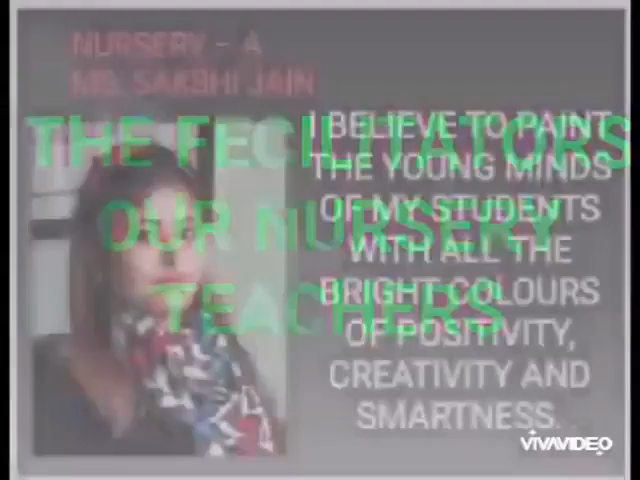 NURSERY - A
MS. SAKSHI JAIN
THE FECILITATORS
OUR NURSERY
TEACHERS
I BELIEVE TO PAINT
THE YOUNG MINDS
OF MY STUDENTS
WITH ALL THE
BRIGHT COLOURS
OF POSITIVITY,
CREATIVITY AND
SMARTNESS.
VIVAVIDEO